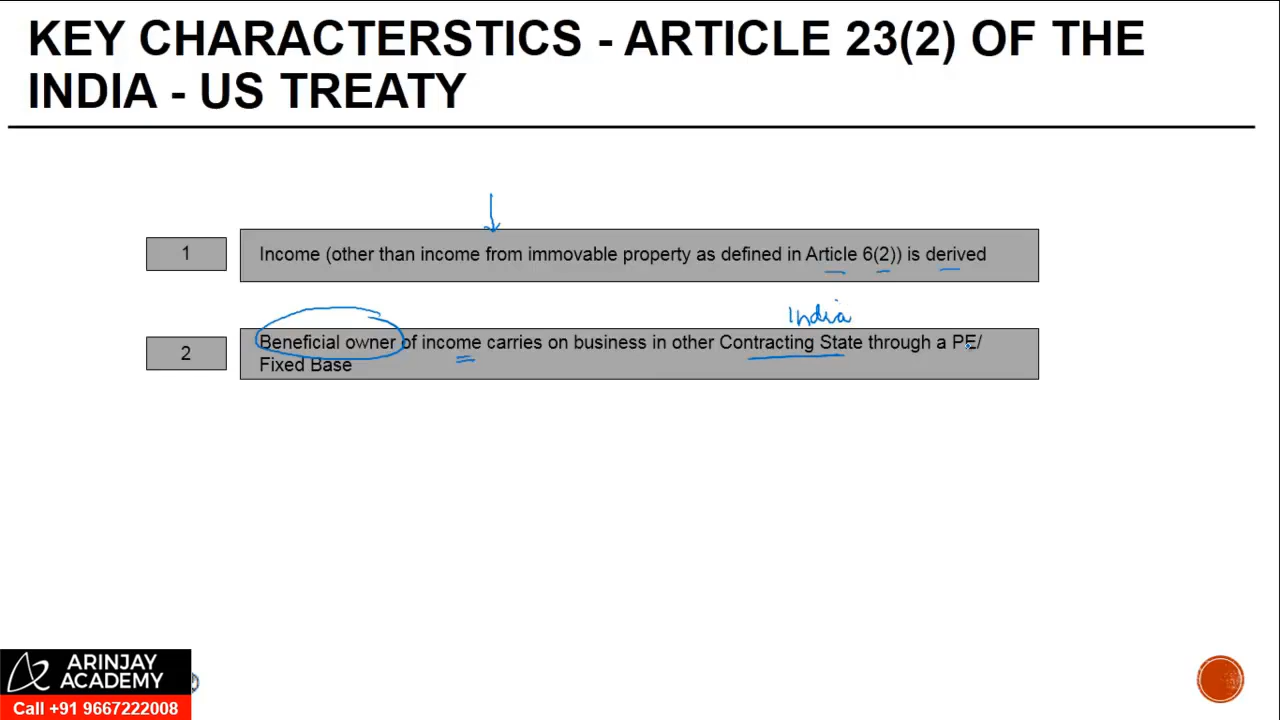 KEY CHARACTERSTICS - ARTICLE 23(2) OF THE
INDIA - US TREATY
1
Income (other than income from immovable property as defined in Article 6(2)) is derived
India
2
Beneficial owner of income carries on business in other Contracting State through a PE/
Fixed Base
ARINJAY
ACADEMY
Call +91 9667222008